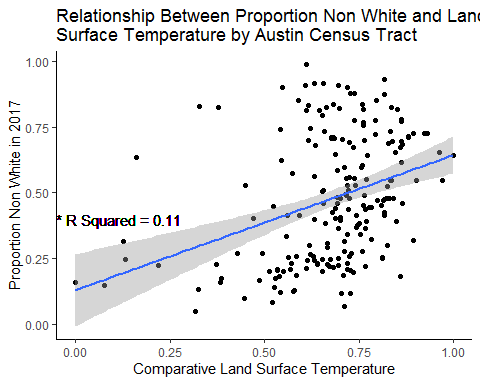 Relationship Between Proportion Non White and Lan
Surface Temperature by Austin Census Tract
1.00
0.75
0.50
0.25
0.00
Proportion Non White in 2017
* R Squared = 0.11
0.00 0.25 0.50 0.75 1.00
Comparative Land Surface Temperature